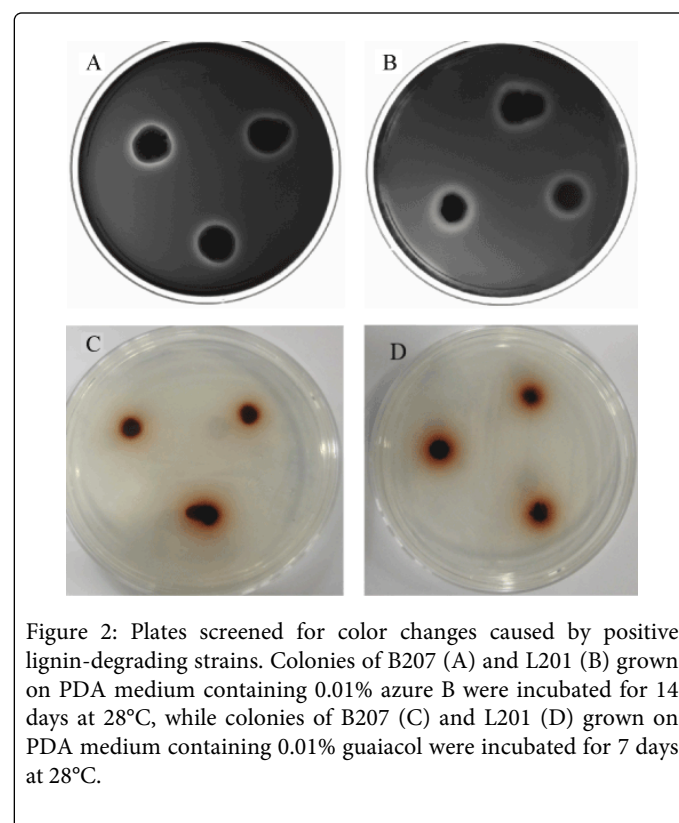 A
B
C
D
Figure 2: Plates screened for color changes caused by positive
lignin-degrading strains. Colonies of B207 (A) and L201 (B) grown
on PDA medium containing 0.01% azure B were incubated for 14
days at 28°C, while colonies of B207 (C) and L201 (D) grown on
PDA medium containing 0.01% guaiacol were incubated for 7 days
at 28°C.